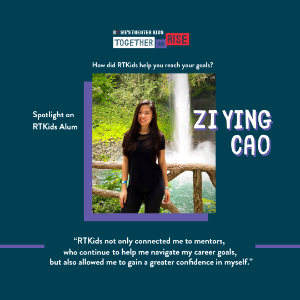 THEATER KIDS
TOGETHER WE RISE
How did RTKids help you reach your goals?
Spotlight on
RTKids Alum
ZI YING
CAO
“RTKids not only connected me to mentors,
who continue to help me navigate my career goals,
but also allowed me to gain a greater confidence in myself.”